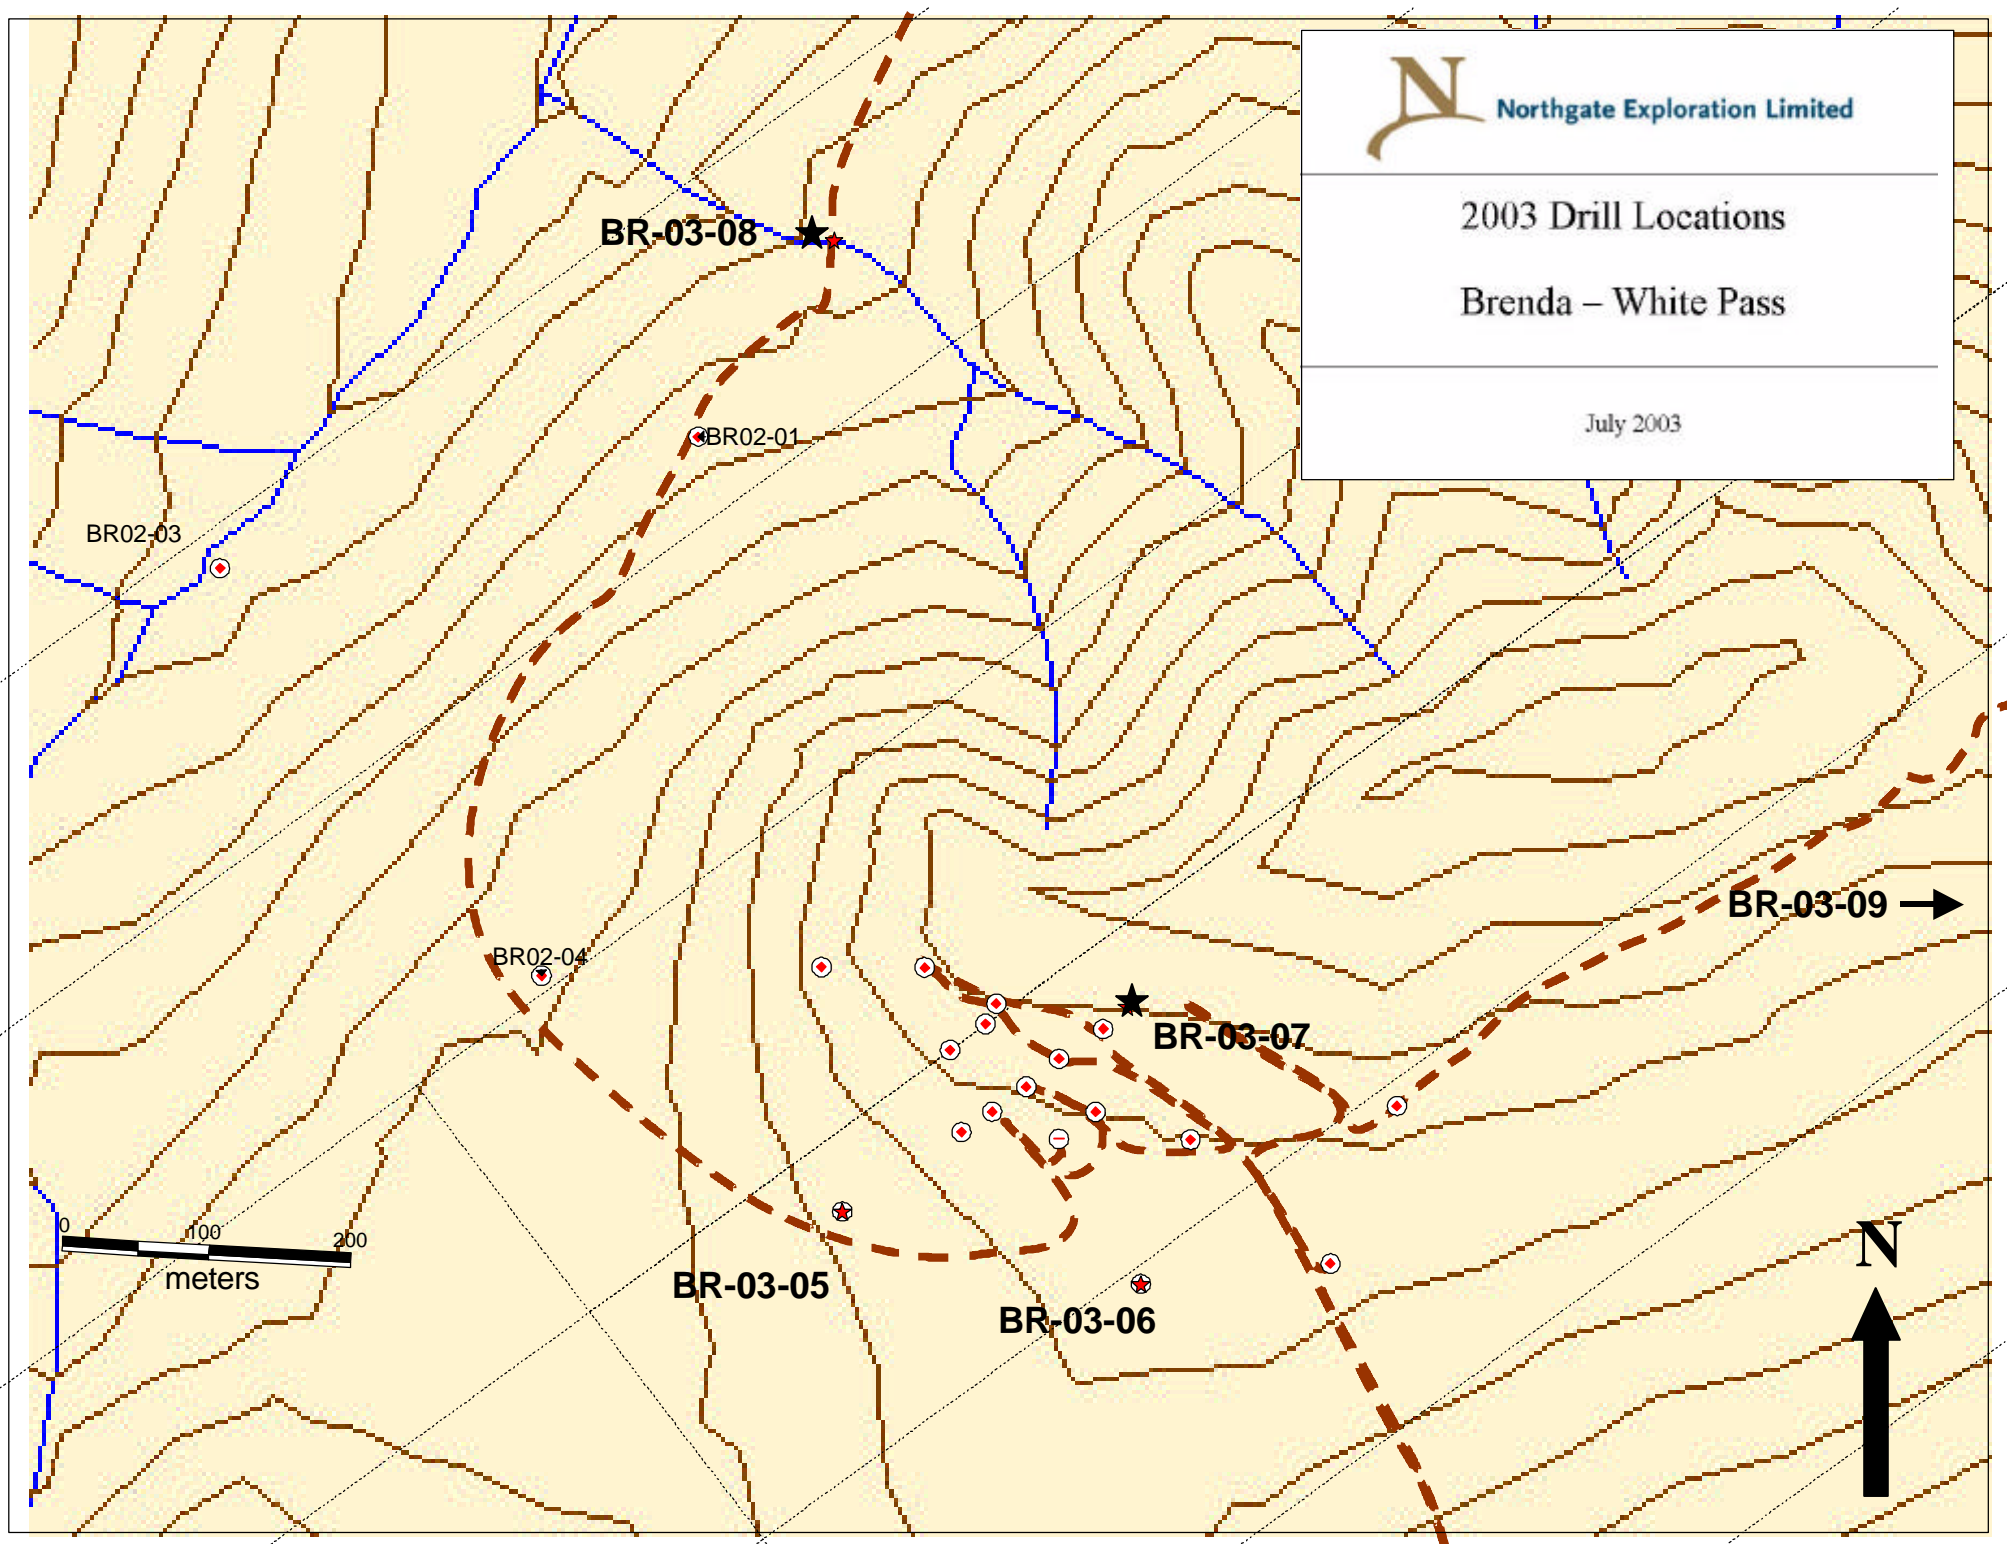 N
Northgate Exploration Limited
2003 Drill Locations
Brenda – White Pass
July 2003
BR-03-08
BR02-01
BR02-03
BR-03-09
BR02-04
BR-03-07
0 100 200
meters
BR-03-05
BR-03-06
N